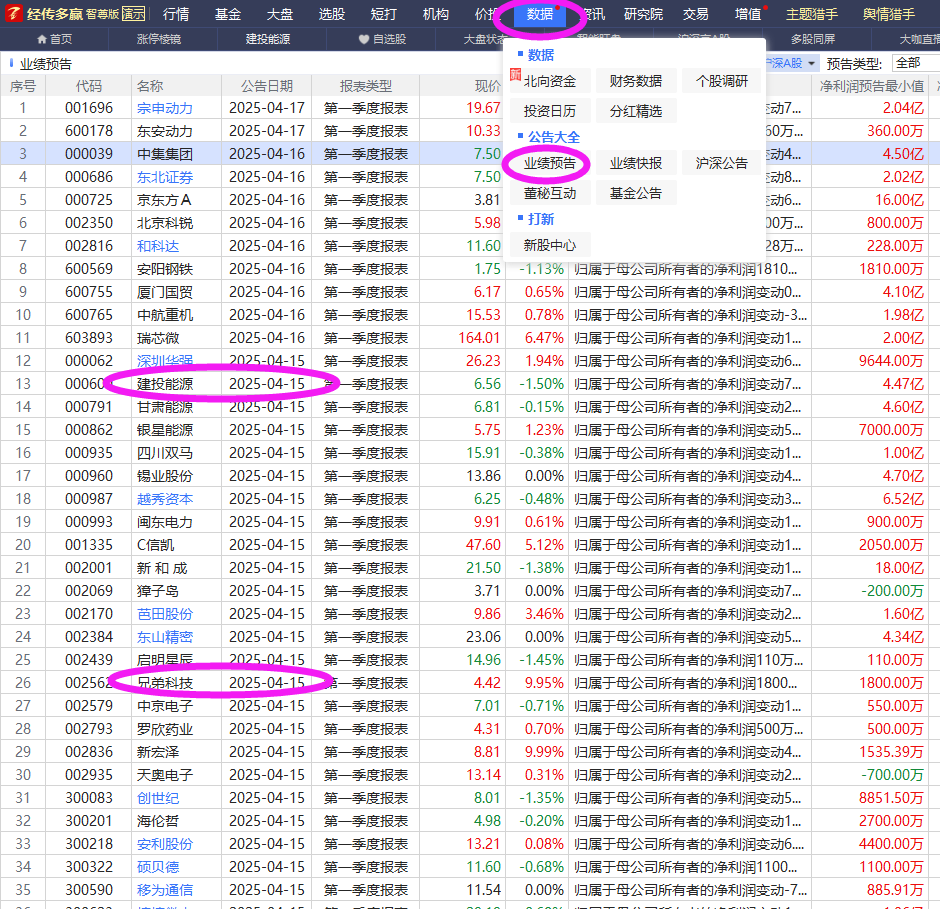 经传多赢 智尊版 演示 行情 基金 大盘 选股 短打 机构 价投 数据 资讯 研究院 交易 增值 主题猎手 舆情猎手
首页 涨停棱镜 建投能源 自选股 大盘状态 多股同屏 大咖直播
业绩预告 沪深A股 预告类型: 全部
数据
新 北向资金 财务数据 个股调研
投资日历 分红精选
公告大全
业绩预告 业绩快报 沪深公告
董秘互动 基金公告
打新
新股中心
序号 代码 名称 公告日期 报表类型 现价 净利润预告最小值
1 001696 宗申动力 2025-04-17 第一季度报表 19.67 变动7... 2.04亿
2 600178 东安动力 2025-04-17 第一季度报表 10.33 60万... 360.00万
3 000039 中集集团 2025-04-16 第一季度报表 7.50 变动4... 4.50亿
4 000686 东北证券 2025-04-16 第一季度报表 7.50 变动8... 2.02亿
5 000725 京东方A 2025-04-16 第一季度报表 3.81 变动6... 16.00亿
6 002350 北京科锐 2025-04-16 第一季度报表 5.98 00万... 800.00万
7 002816 和科达 2025-04-16 第一季度报表 11.60 28万... 228.00万
8 600569 安阳钢铁 2025-04-16 第一季度报表 1.75 -1.13% 归属于母公司所有者的净利润1810... 1810.00万
9 600755 厦门国贸 2025-04-16 第一季度报表 6.17 0.65% 归属于母公司所有者的净利润变动0... 4.10亿
10 600765 中航重机 2025-04-16 第一季度报表 15.53 0.78% 归属于母公司所有者的净利润变动-3... 1.98亿
11 603893 瑞芯微 2025-04-16 第一季度报表 164.01 6.47% 归属于母公司所有者的净利润变动1... 2.00亿
12 000062 深圳华强 2025-04-15 第一季度报表 26.23 1.94% 归属于母公司所有者的净利润变动6... 9644.00万
13 00060 建投能源 2025-04-15 第一季度报表 6.56 -1.50% 归属于母公司所有者的净利润变动7... 4.47亿
14 000791 甘肃能源 2025-04-15 第一季度报表 6.81 -0.15% 归属于母公司所有者的净利润变动2... 4.60亿
15 000862 银星能源 2025-04-15 第一季度报表 5.75 1.23% 归属于母公司所有者的净利润变动5... 7000.00万
16 000935 四川双马 2025-04-15 第一季度报表 15.91 -0.38% 归属于母公司所有者的净利润变动1... 1.00亿
17 000960 锡业股份 2025-04-15 第一季度报表 13.86 0.00% 归属于母公司所有者的净利润变动4... 4.70亿
18 000987 越秀资本 2025-04-15 第一季度报表 6.25 -0.48% 归属于母公司所有者的净利润变动3... 6.52亿
19 000993 闽东电力 2025-04-15 第一季度报表 9.91 0.61% 归属于母公司所有者的净利润变动1... 900.00万
20 001335 C信凯 2025-04-15 第一季度报表 47.60 5.12% 归属于母公司所有者的净利润变动1... 2050.00万
21 002001 新 和 成 2025-04-15 第一季度报表 21.50 -1.38% 归属于母公司所有者的净利润变动1... 18.00亿
22 002069 獐子岛 2025-04-15 第一季度报表 3.71 0.00% 归属于母公司所有者的净利润变动7... -200.00万
23 002170 芭田股份 2025-04-15 第一季度报表 9.86 3.46% 归属于母公司所有者的净利润变动2... 1.60亿
24 002384 东山精密 2025-04-15 第一季度报表 23.06 0.00% 归属于母公司所有者的净利润变动5... 4.34亿
25 002439 启明星辰 2025-04-15 第一季度报表 14.96 -1.45% 归属于母公司所有者的净利润110万... 110.00万
26 002562 兄弟科技 2025-04-15 第一季度报表 4.42 9.95% 归属于母公司所有者的净利润1800... 1800.00万
27 002579 中京电子 2025-04-15 第一季度报表 7.01 -0.71% 归属于母公司所有者的净利润变动1... 550.00万
28 002793 罗欣药业 2025-04-15 第一季度报表 4.31 0.70% 归属于母公司所有者的净利润500万... 500.00万
29 002836 新宏泽 2025-04-15 第一季度报表 8.81 9.99% 归属于母公司所有者的净利润变动4... 1535.39万
30 002935 天奥电子 2025-04-15 第一季度报表 13.14 0.31% 归属于母公司所有者的净利润变动2... -700.00万
31 300083 创世纪 2025-04-15 第一季度报表 8.01 -1.35% 归属于母公司所有者的净利润变动5... 8851.50万
32 300201 海伦哲 2025-04-15 第一季度报表 4.98 -0.20% 归属于母公司所有者的净利润变动1... 2700.00万
33 300218 安利股份 2025-04-15 第一季度报表 13.21 0.08% 归属于母公司所有者的净利润变动6... 4400.00万
34 300322 硕贝德 2025-04-15 第一季度报表 11.60 -0.68% 归属于母公司所有者的净利润1100... 1100.00万
35 300590 移为通信 2025-04-15 第一季度报表 11.54 0.00% 归属于母公司所有者的净利润变动-7... 885.91万